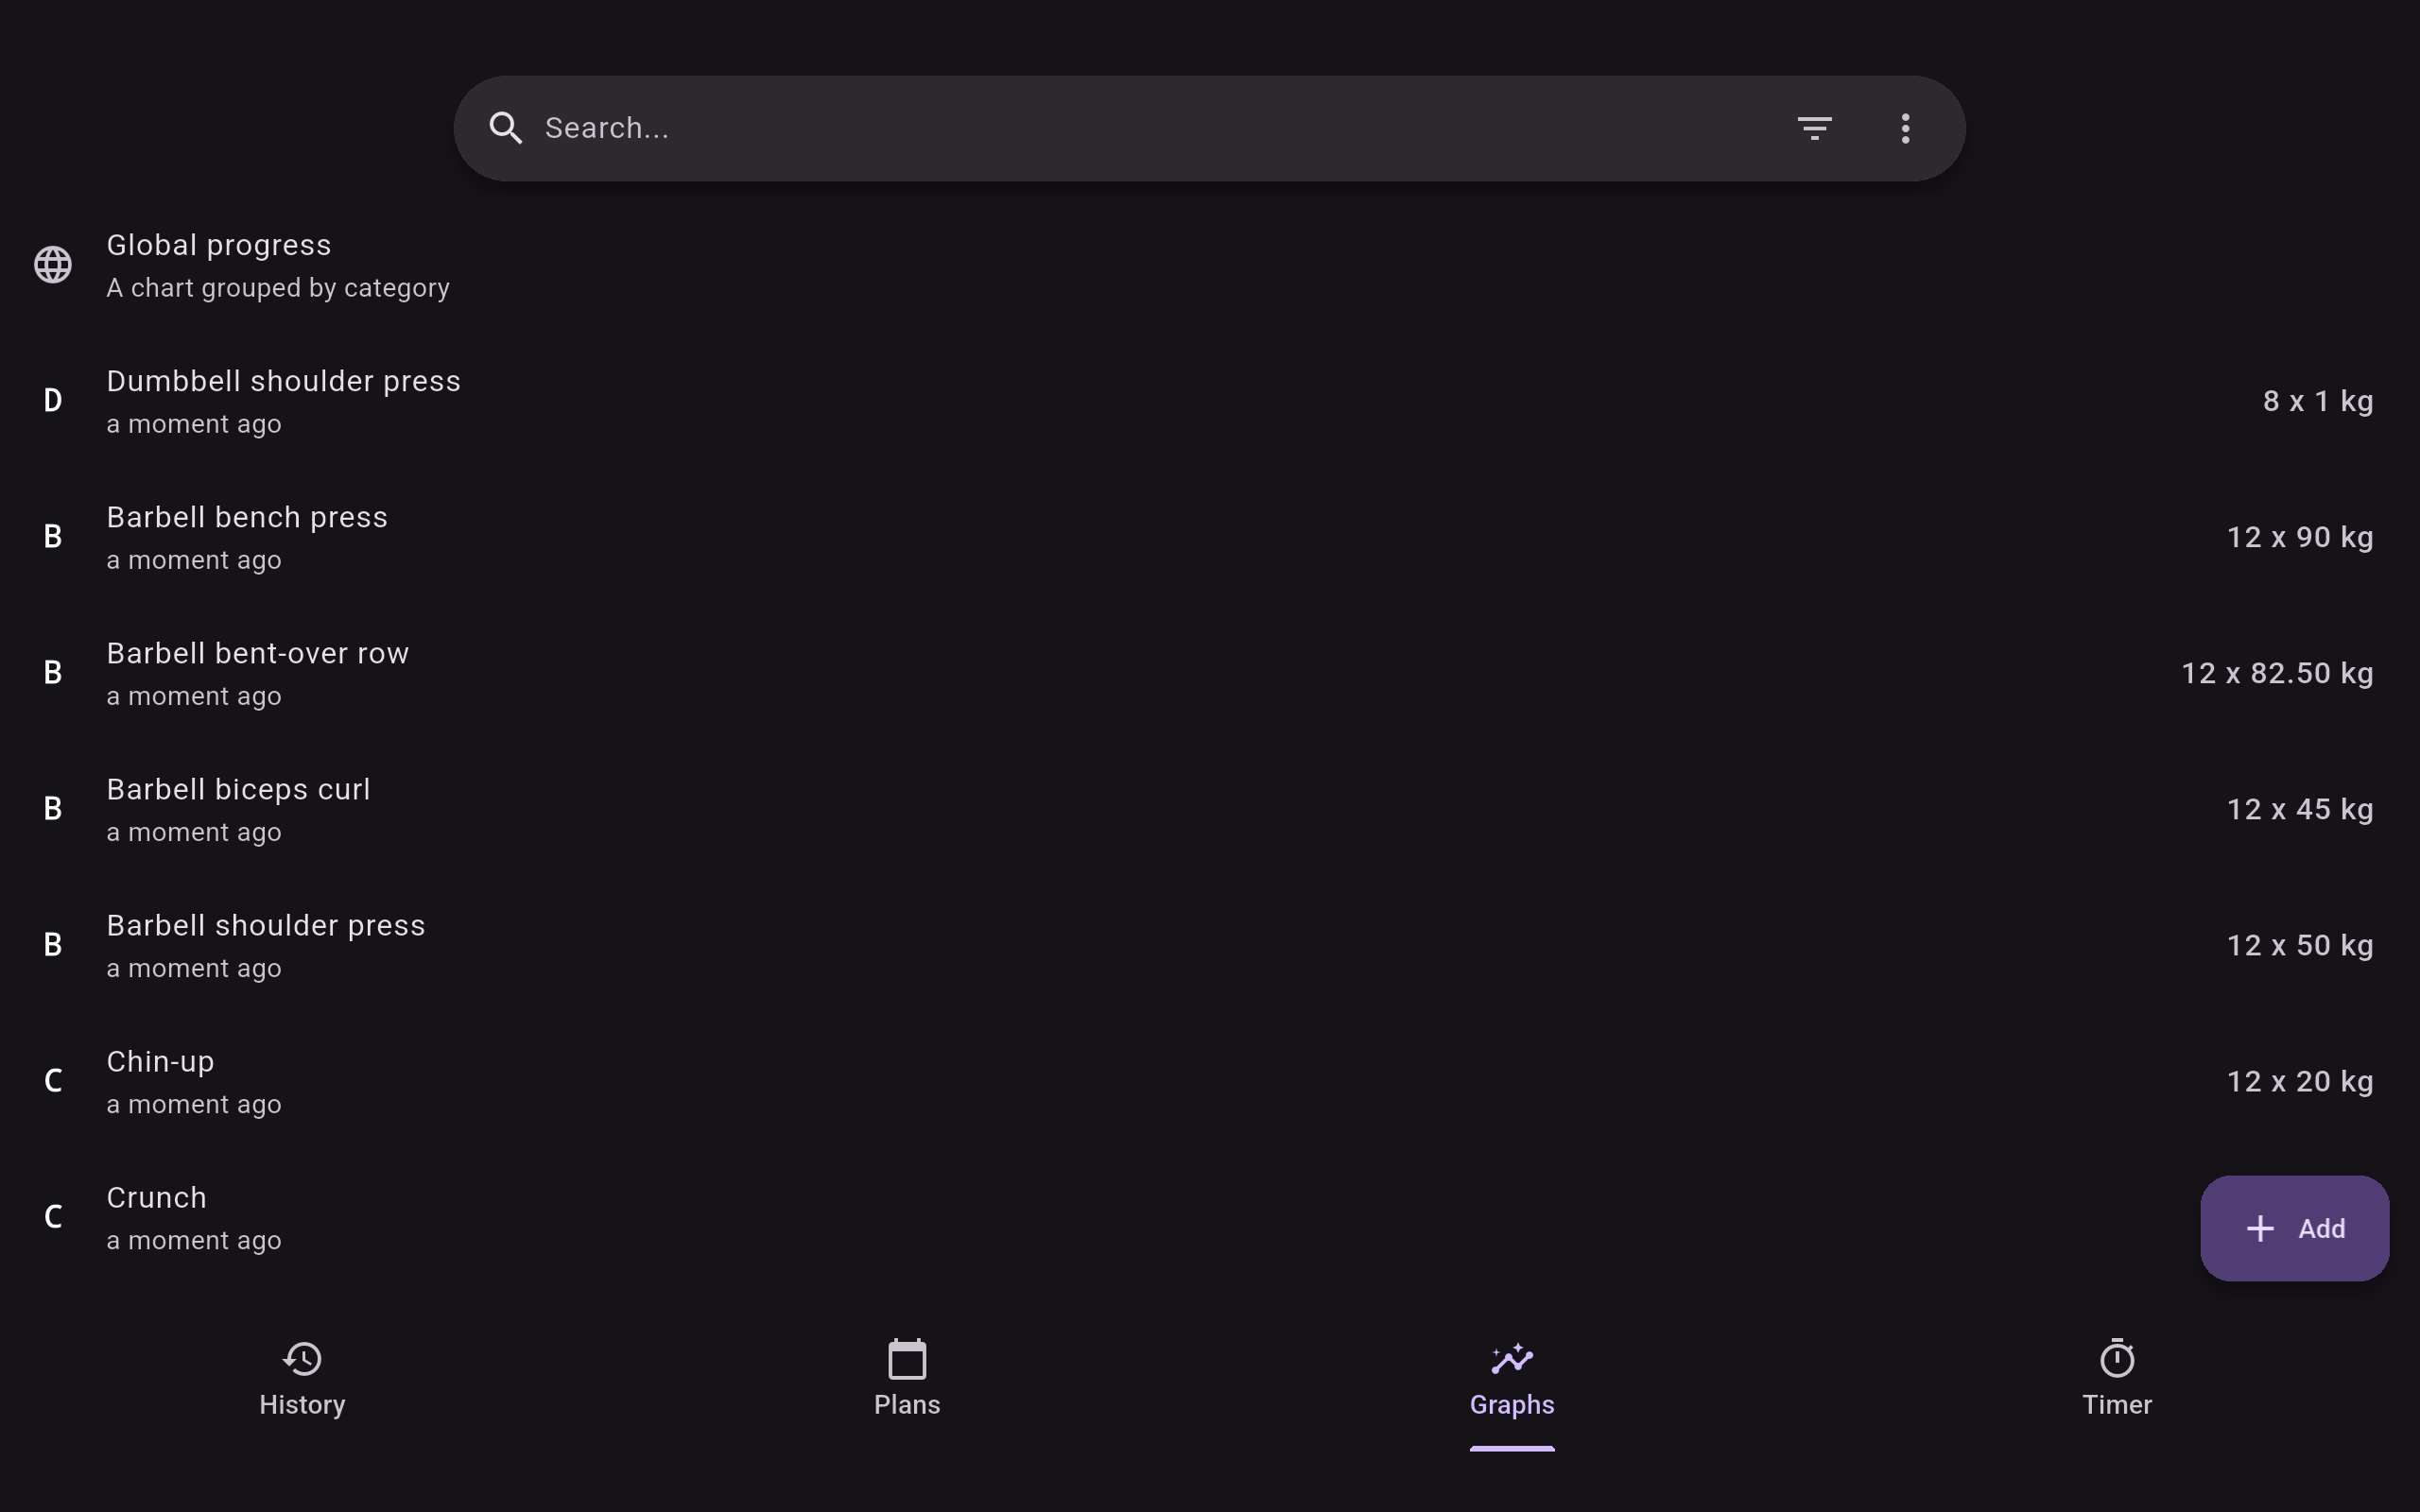 Search...
Global progress
A chart grouped by category
D
Dumbbell shoulder press
a moment ago
8 x 1 kg
B
Barbell bench press
a moment ago
12 x 90 kg
B
Barbell bent-over row
a moment ago
12 x 82.50 kg
B
Barbell biceps curl
a moment ago
12 x 45 kg
B
Barbell shoulder press
a moment ago
12 x 50 kg
C
Chin-up
a moment ago
12 x 20 kg
C
Crunch
a moment ago
Add
History
Plans
Graphs
Timer